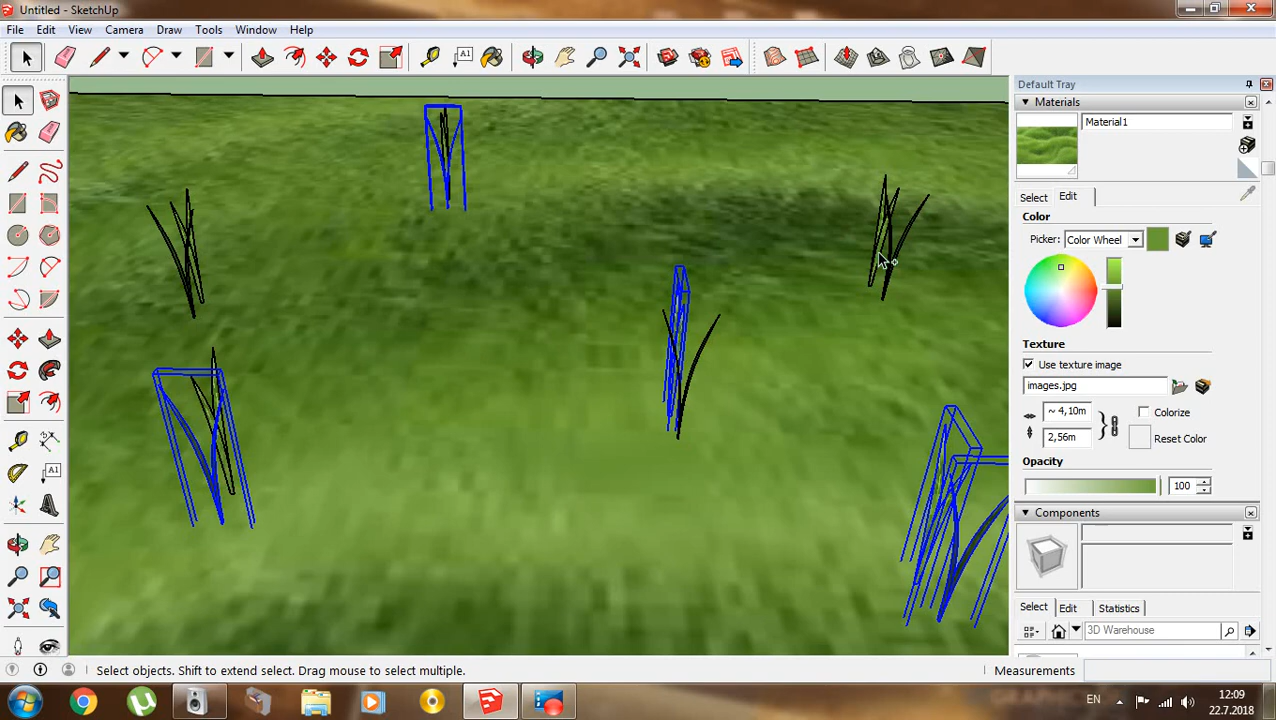 Untitled - SketchUp
File Edit View Camera Draw Tools Window Help
A1
Default Tray
Materials
Material1
Select Edit
Color
Picker: Color Wheel
Texture
Use texture image
images.jpg
~ 4,10m
Colorize
2,56m
Reset Color
Opacity
100
A1
Components
Select Edit Statistics
3D Warehouse
Select objects. Shift to extend select. Drag mouse to select multiple.
Measurements
EN
12:09
22.7.2018